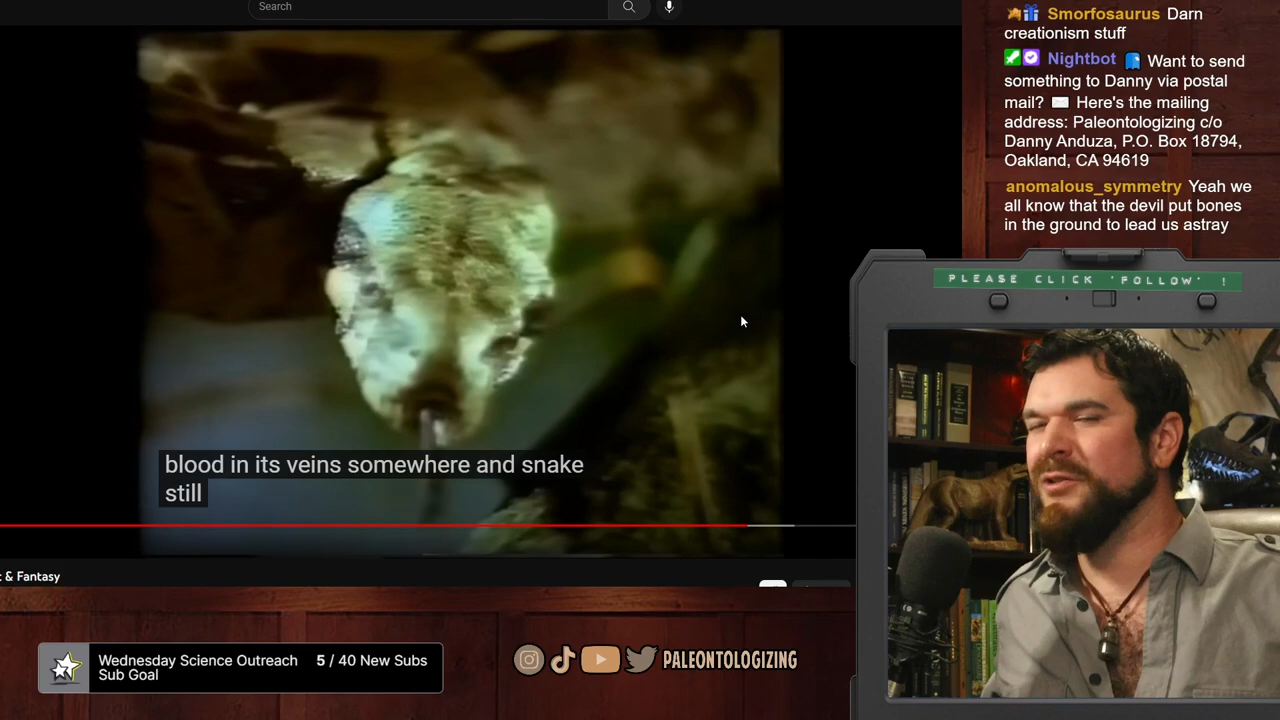 Search
Smorfosaurus Darn
creationism stuff
Nightbot Want to send
something to Danny via postal
mail? Here's the mailing
address: Paleontologizing c/o
Danny Anduza, P.O. Box 18794,
Oakland, CA 94619
anomalous_symmetry Yeah we
all know that the devil put bones
in the ground to lead us astray
PLEASE CLICK 'FOLLOW' !
blood in its veins somewhere and snake
still
& Fantasy
Wednesday Science Outreach 5 / 40 New Subs
Sub Goal
PALEONTOLOGIZING